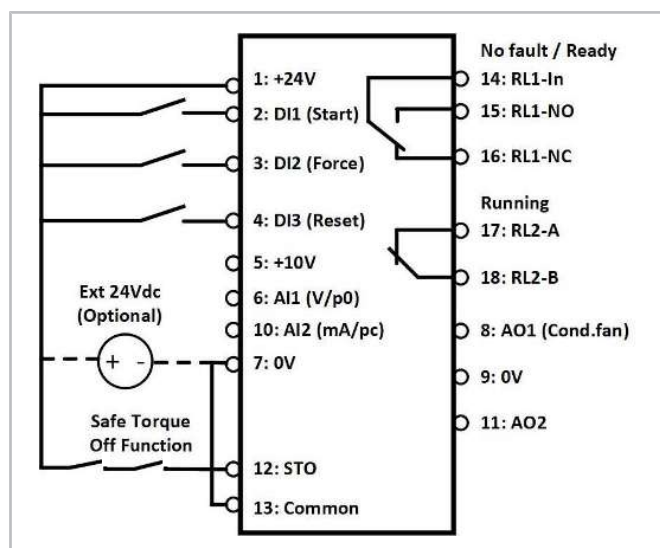 1: +24V
2: DI1 (Start)
3: DI2 (Force)
4: DI3 (Reset)
5: +10V
Ext 24Vdc
(Optional)
6: AI1 (V/p0)
10: AI2 (mA/pc)
+ -
7: 0V
Safe Torque
Off Function
12: STO
13: Common
No fault / Ready
14: RL1-In
15: RL1-NO
16: RL1-NC
Running
17: RL2-A
18: RL2-B
8: AO1 (Cond.fan)
9: 0V
11: AO2